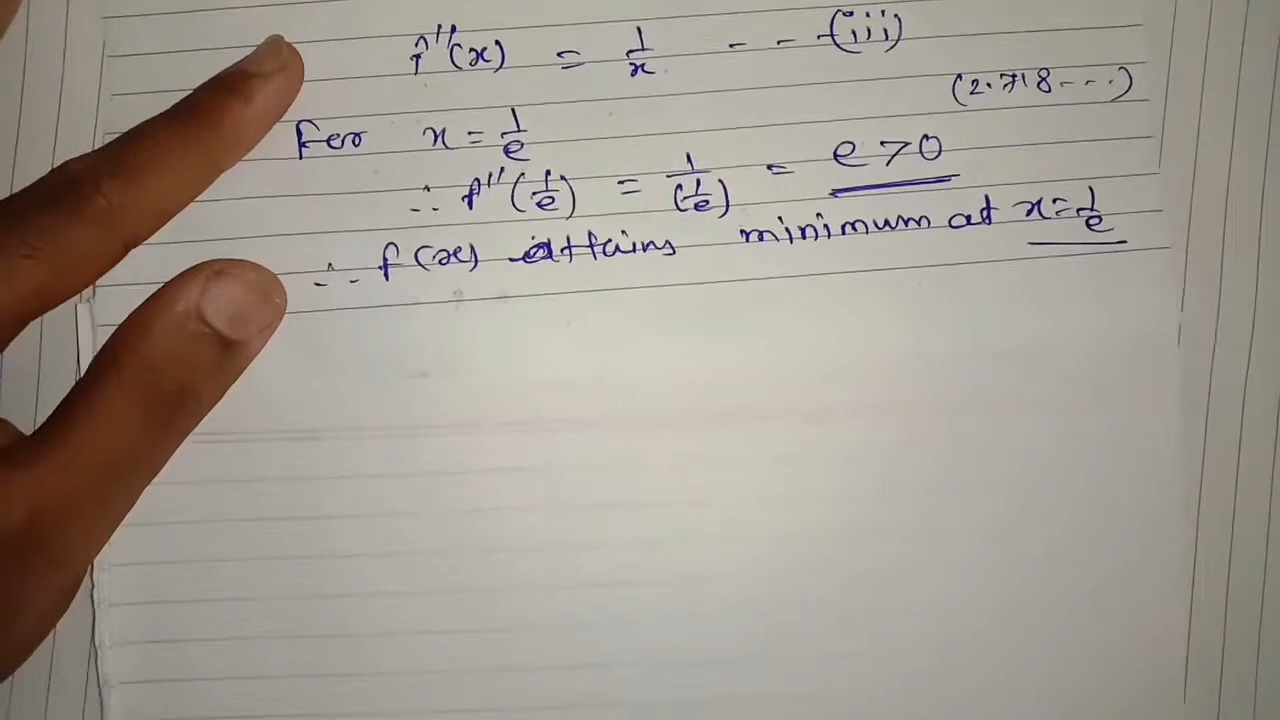 f''(x) = 1/x - - -(iii)
(2.718---)
For x = 1/e
∴ f''(1/e) = 1/(1/e) = e > 0
∴ f(x) attains minimum at x = 1/e